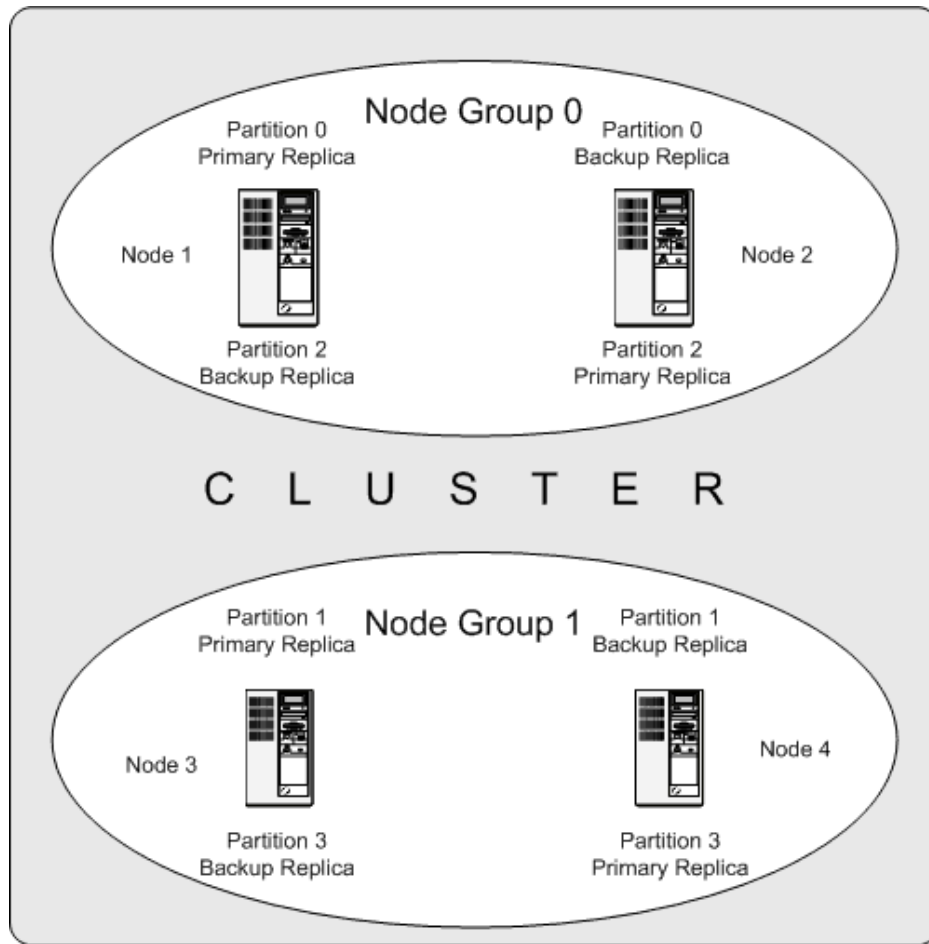 Node Group 0
Partition 0
Primary Replica
Partition 0
Backup Replica
Node 1
Node 2
Partition 2
Backup Replica
Partition 2
Primary Replica
C L U S T E R
Node Group 1
Partition 1
Primary Replica
Partition 1
Backup Replica
Node 3
Node 4
Partition 3
Backup Replica
Partition 3
Primary Replica